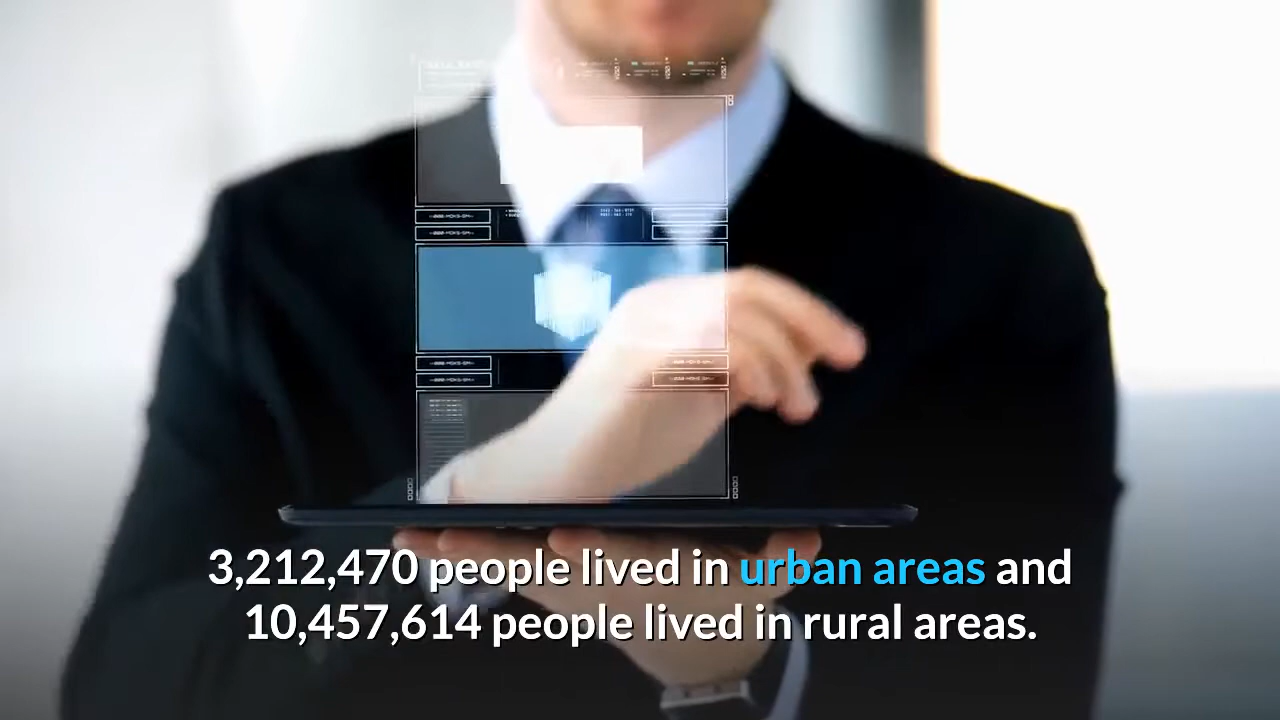 3,212,470 people lived in urban areas and
10,457,614 people lived in rural areas.